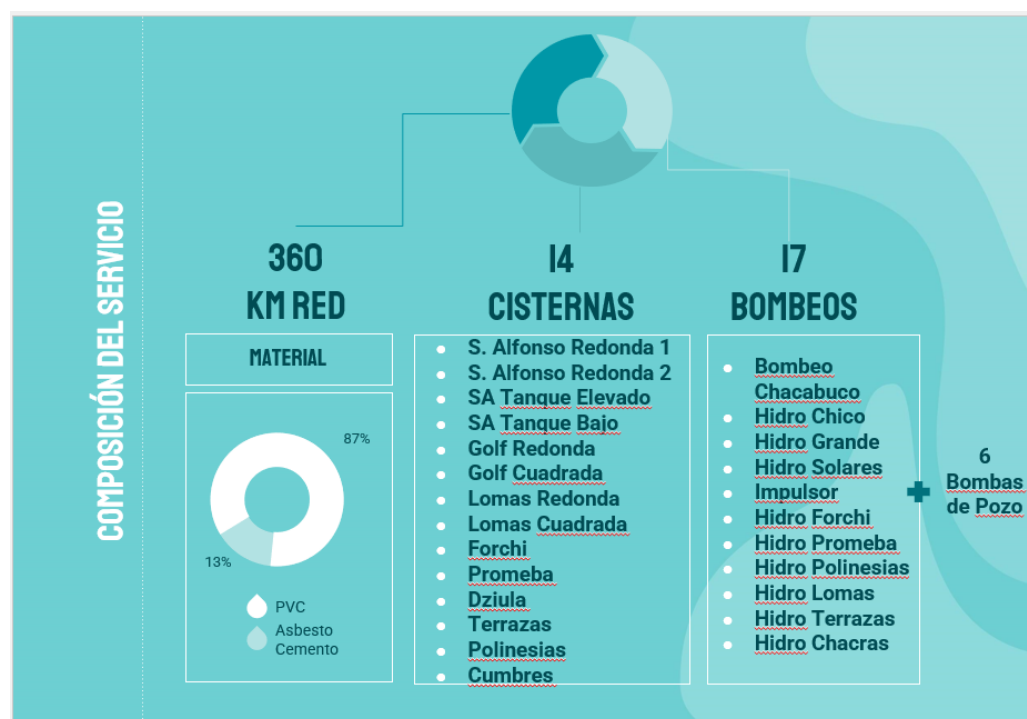 COMPOSICIÓN DEL SERVICIO
360
KM RED
MATERIAL
87%
13%
PVC
Asbesto
Cemento
14
CISTERNAS
S. Alfonso Redonda 1
S. Alfonso Redonda 2
SA Tanque Elevado
SA Tanque Bajo
Golf Redonda
Golf Cuadrada
Lomas Redonda
Lomas Cuadrada
Forchi
Promeba
Dziula
Terrazas
Polinesias
Cumbres
17
BOMBEOS
Bombeo
Chacabuco
Hidro Chico
Hidro Grande
Hidro Solares
Impulsor
Hidro Forchi
Hidro Promeba
Hidro Polinesias
Hidro Lomas
Hidro Terrazas
Hidro Chacras
6
Bombas
de Pozo